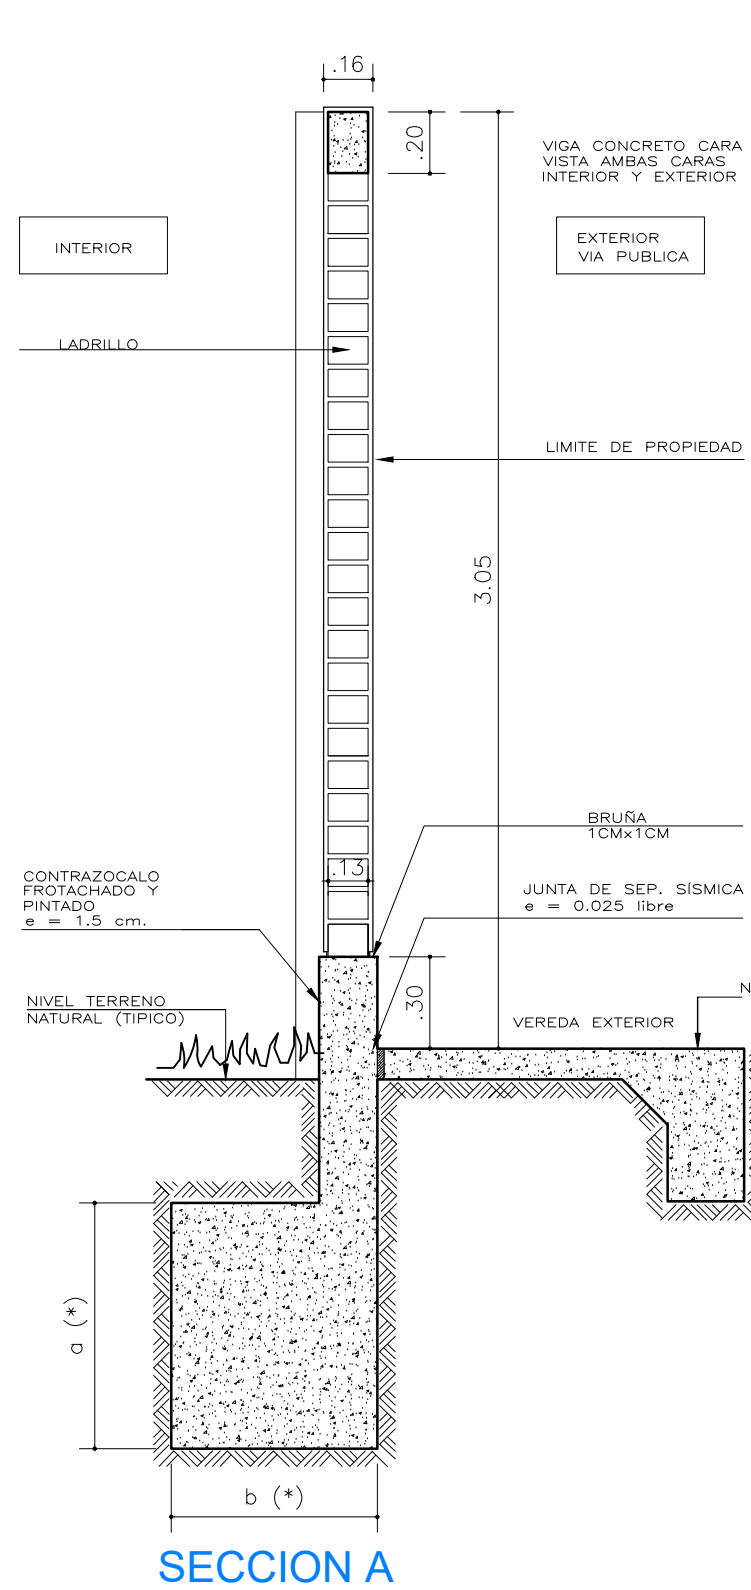 .16
.20
VIGA CONCRETO CARA
VISTA AMBAS CARAS
INTERIOR Y EXTERIOR
INTERIOR
EXTERIOR
VIA PUBLICA
LADRILLO
LIMITE DE PROPIEDAD
3.05
BRUÑA
1CMx1CM
.13
CONTRAZOCALO
FROTACHADO Y
PINTADO
e = 1.5 cm.
JUNTA DE SEP. SÍSMICA
e = 0.025 libre
.30
N
NIVEL TERRENO
NATURAL (TIPICO)
VEREDA EXTERIOR
a (*)
b (*)
SECCION A